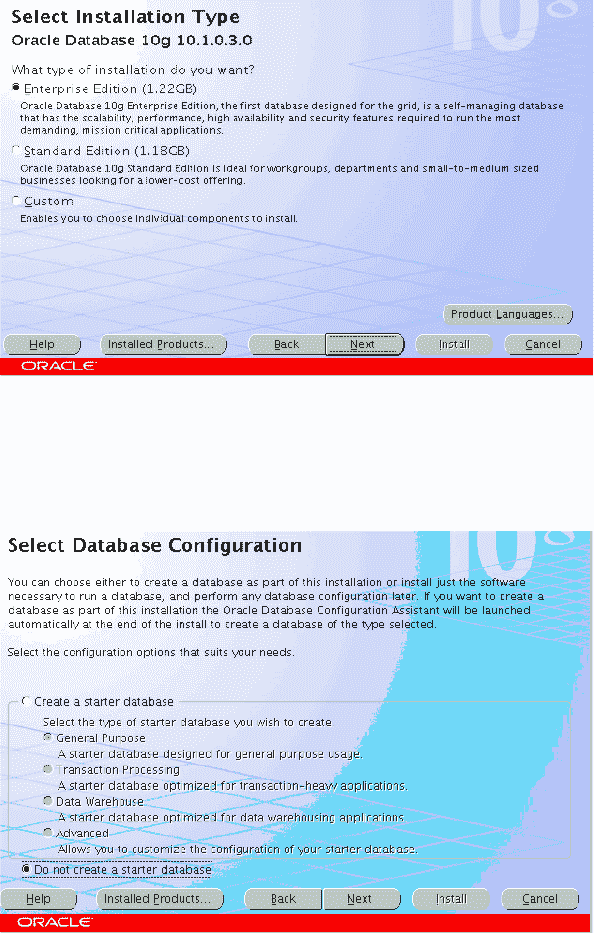 Select Installation Type
Oracle Database 10g 10.1.0.3.0
10g
What type of installation do you want?
Enterprise Edition (1.22GB)
Oracle Database 10g Enterprise Edition, the first database designed for the grid, is a self-managing database
that has the scalability, performance, high availability and security features required to run the most
demanding, mission critical applications.
Standard Edition (1.18GB)
Oracle Database 10g Standard Edition is ideal for workgroups, departments and small-to-medium sized
businesses looking for a lower-cost offering.
Custom
Enables you to choose individual components to install.
Product Languages...
Help Installed Products... Back Next Install Cancel
ORACLE
Select Database Configuration
10g
You can choose either to create a database as part of this installation or install just the software
necessary to run a database, and perform any database configuration later. If you want to create a
database as part of this installation the Oracle Database Configuration Assistant will be launched
automatically at the end of the install to create a database of the type selected.
Select the configuration options that suits your needs.
Create a starter database
Select the type of starter database you wish to create.
General Purpose
A starter database designed for general purpose usage.
Transaction Processing
A starter database optimized for transaction-heavy applications.
Data Warehouse
A starter database optimized for data warehousing applications.
Advanced
Allows you to customize the configuration of your starter database.
Do not create a starter database
Help Installed Products... Back Next Install Cancel
ORACLE